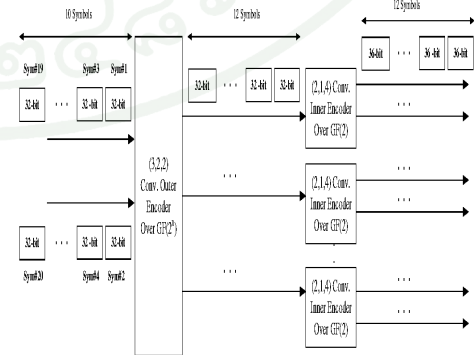 10 Symbols
12 Symbols
12 Symbols
Sym#19 Sym#3 Sym#1
32-bit . . . 32-bit 32-bit
32-bit . . . 32-bit 32-bit
36-bit . . . 36-bit 36-bit
(2,1,4) Conv.
Inner Encoder
Over GF(2)
. . .
(3,2,2)
Conv. Outer
Encoder
. . .
(2,1,4) Conv.
Inner Encoder
Over GF(2)
. . .
. . .
32-bit . . . 32-bit 32-bit
Sym#20 Sym#4 Sym#2
. . .
(2,1,4) Conv.
Inner Encoder
Over GF(2)
. . .
. . .